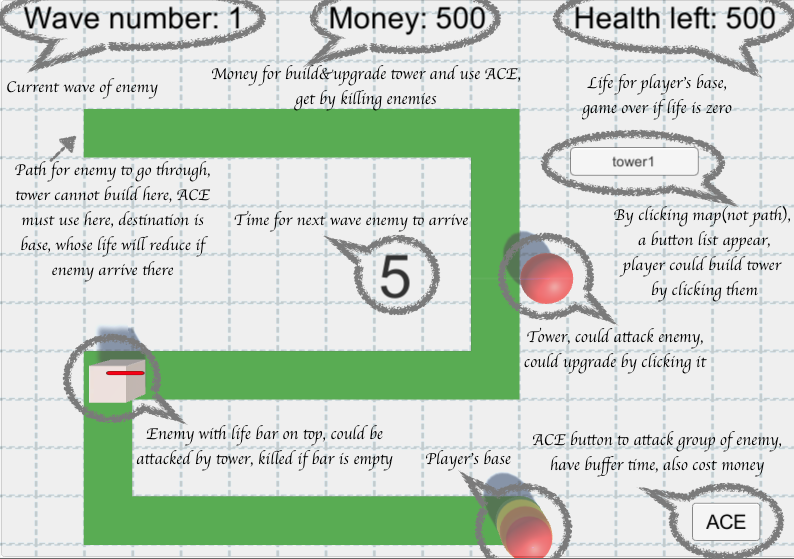 Wave number: 1
Money: 500
Health left: 500
Current wave of enemy
Money for build&upgrade tower and use ACE,
get by killing enemies
Life for player's base,
game over if life is zero
tower1
Path for enemy to go through,
tower cannot build here, ACE
must use here, destination is
base, whose life will reduce if
enemy arrive there
Time for next wave enemy to arrive
5
By clicking map(not path),
a button list appear,
player could build tower
by clicking them
Tower, could attack enemy,
could upgrade by clicking it
Enemy with life bar on top, could be
attacked by tower, killed if bar is empty
Player's base
ACE button to attack group of enemy,
have buffer time, also cost money
ACE